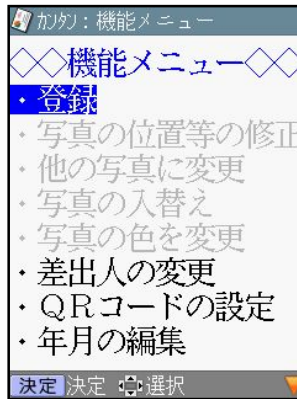 ｶﾝﾀﾝ：機能メニュー
◇◇機能メニュー◇◇
・登録
・写真の位置等の修正
・他の写真に変更
・写真の入替え
・写真の色を変更
・差出人の変更
・ＱＲコードの設定
・年月の編集
決定 決定 選択